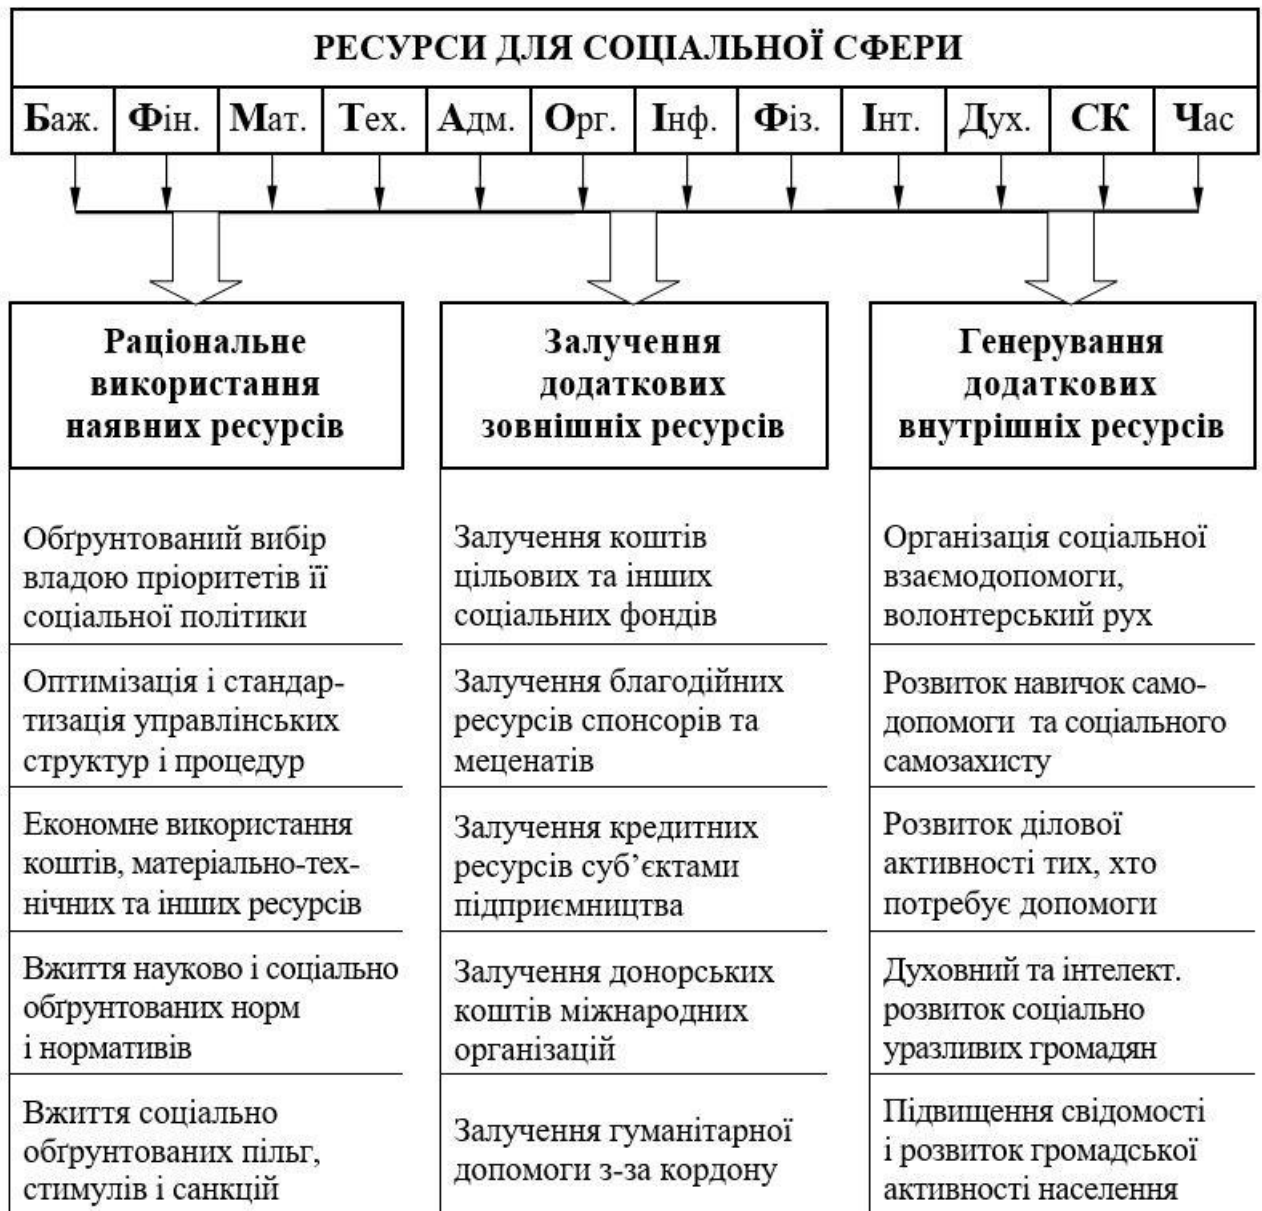 РЕСУРСИ ДЛЯ СОЦІАЛЬНОЇ СФЕРИ
Баж. Фін. Мат. Тех. Адм. Орг. Інф. Фіз. Інт. Дух. СК Час
Раціональне
використання
наявних ресурсів
Обґрунтований вибір
владою пріоритетів її
соціальної політики
Оптимізація і стандар-
тизація управлінських
структур і процедур
Економне використання
коштів, матеріально-тех-
нічних та інших ресурсів
Вжиття науково і соціально
обґрунтованих норм
і нормативів
Вжиття соціально
обґрунтованих пільг,
стимулів і санкцій
Залучення
додаткових
зовнішніх ресурсів
Залучення коштів
цільових та інших
соціальних фондів
Залучення благодійних
ресурсів спонсорів та
меценатів
Залучення кредитних
ресурсів суб’єктами
підприємництва
Залучення донорських
коштів міжнародних
організацій
Залучення гуманітарної
допомоги з-за кордону
Генерування
додаткових
внутрішніх ресурсів
Організація соціальної
взаємодопомоги,
волонтерський рух
Розвиток навичок само-
допомоги та соціального
самозахисту
Розвиток ділової
активності тих, хто
потребує допомоги
Духовний та інтелект.
розвиток соціально
уразливих громадян
Підвищення свідомості
і розвиток громадської
активності населення